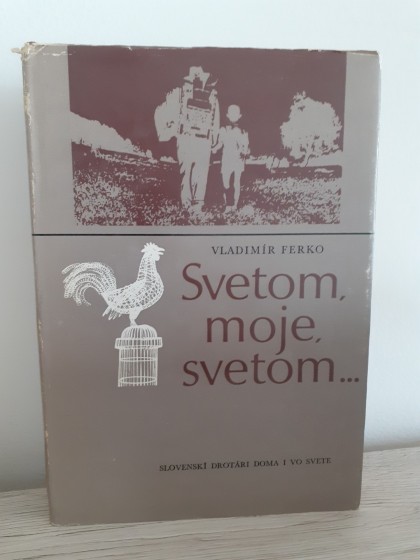 VLADIMÍR FERKO
Svetom,
moje,
svetom...
SLOVENSKÍ DROTÁRI DOMA I VO SVETE